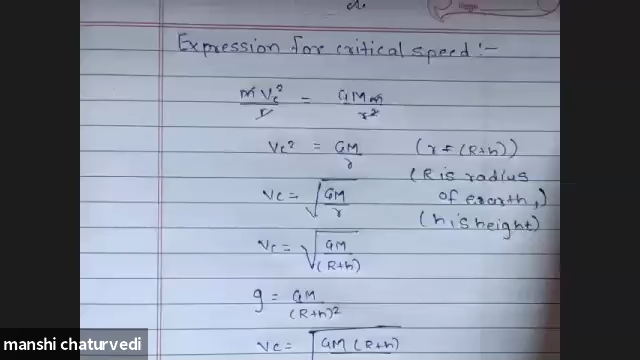 Expression for critical speed :-
mVc²/r = GMm/r²
Vc² = GM/r (r = (R+h))
(R is radius
Vc = √GM/r of earth,)
(h is height)
Vc = √GM/(R+h)
g = GM/(R+h)²
Vc = √GM(R+h)
manshi chaturvedi